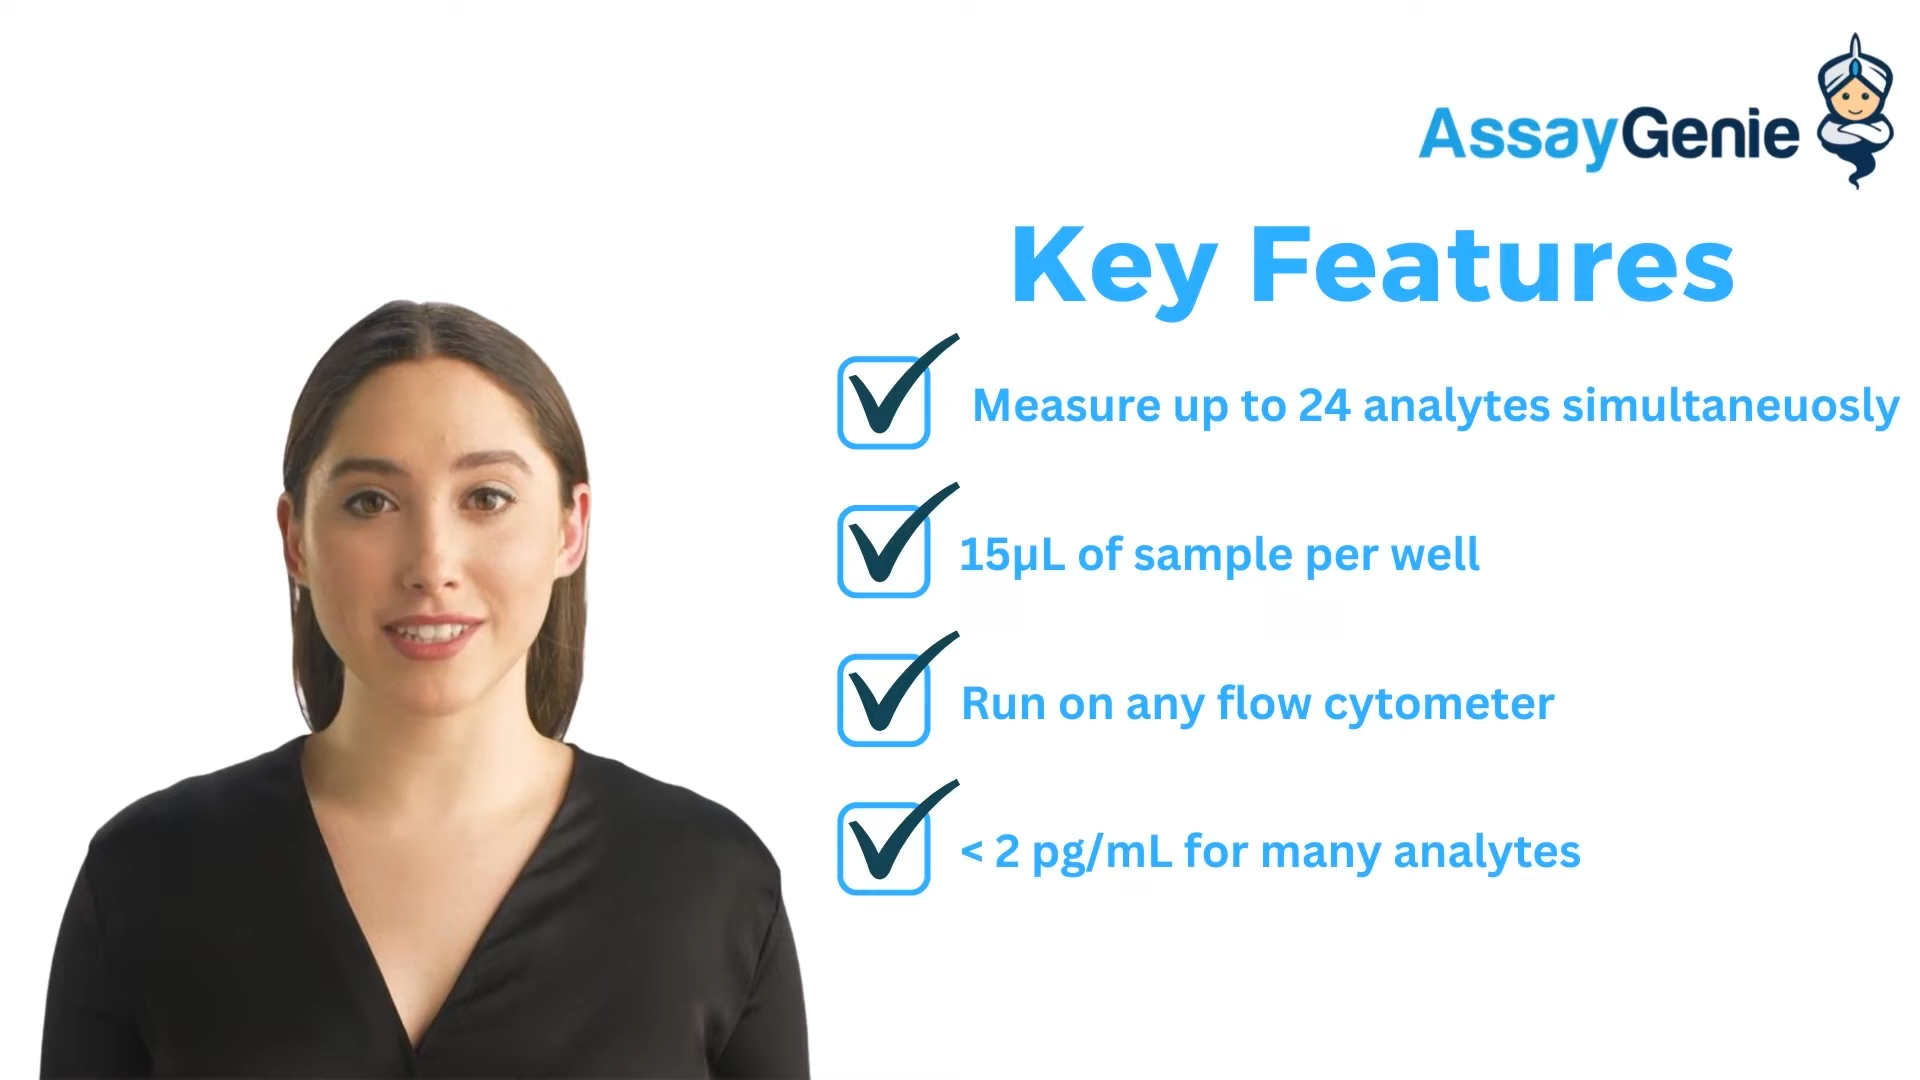 AssayGenie
Key Features
Measure up to 24 analytes simultaneuosly
15µL of sample per well
Run on any flow cytometer
< 2 pg/mL for many analytes